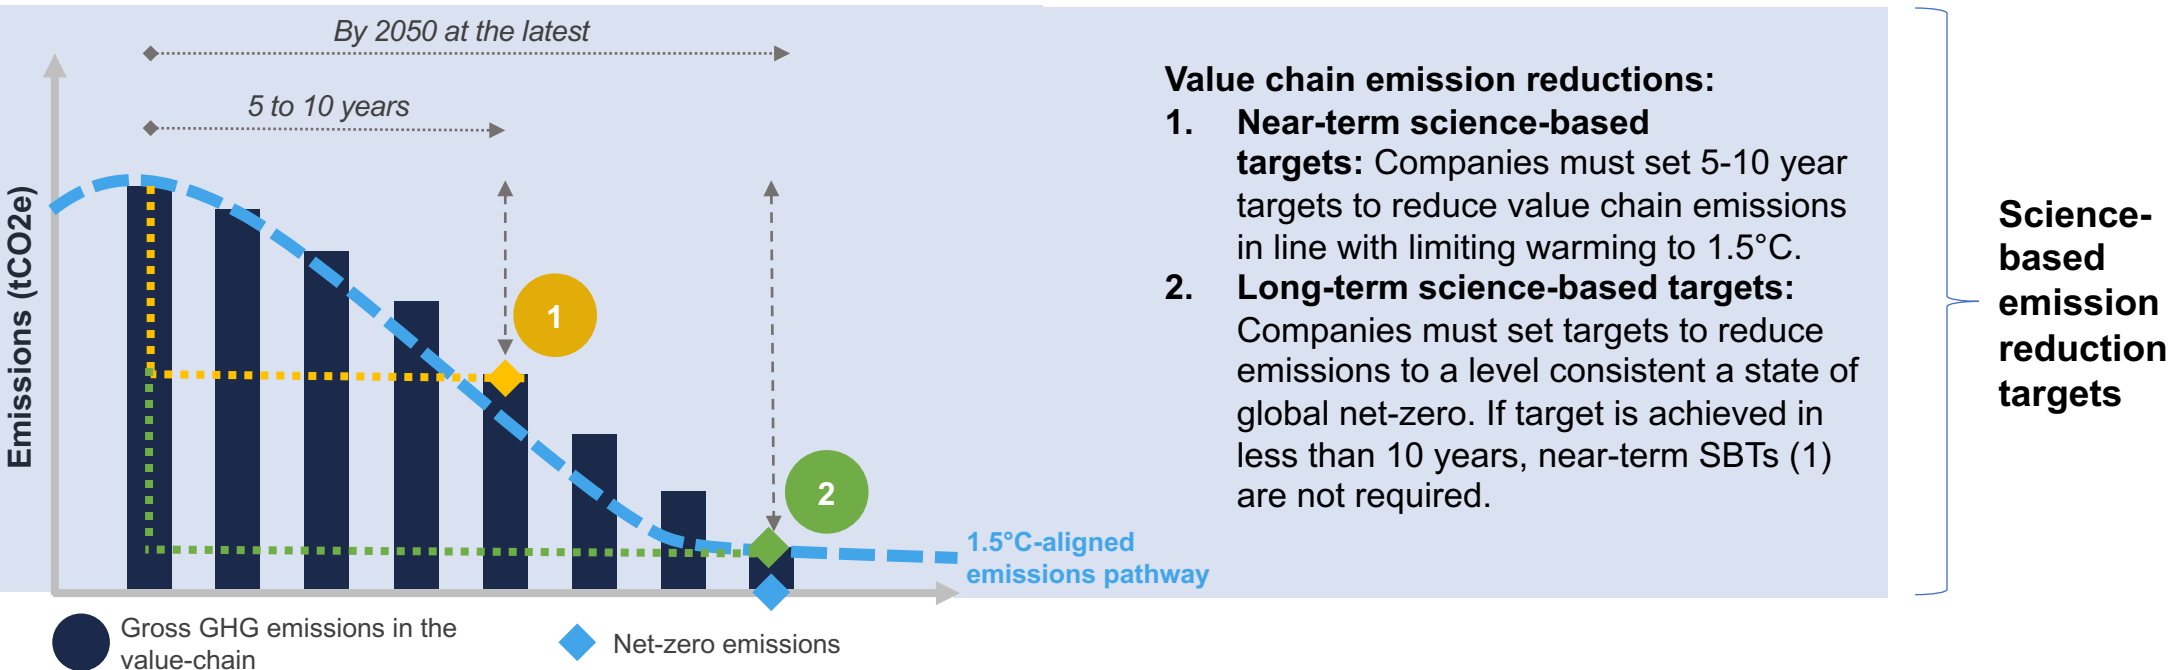 By 2050 at the latest
5 to 10 years
Emissions (tCO2e)
1
2
1.5°C-aligned
emissions pathway
Gross GHG emissions in the
value-chain
Net-zero emissions
Value chain emission reductions:
1. Near-term science-based
targets: Companies must set 5-10 year
targets to reduce value chain emissions
in line with limiting warming to 1.5°C.
2. Long-term science-based targets:
Companies must set targets to reduce
emissions to a level consistent a state of
global net-zero. If target is achieved in
less than 10 years, near-term SBTs (1)
are not required.
Science-
based
emission
reduction
targets